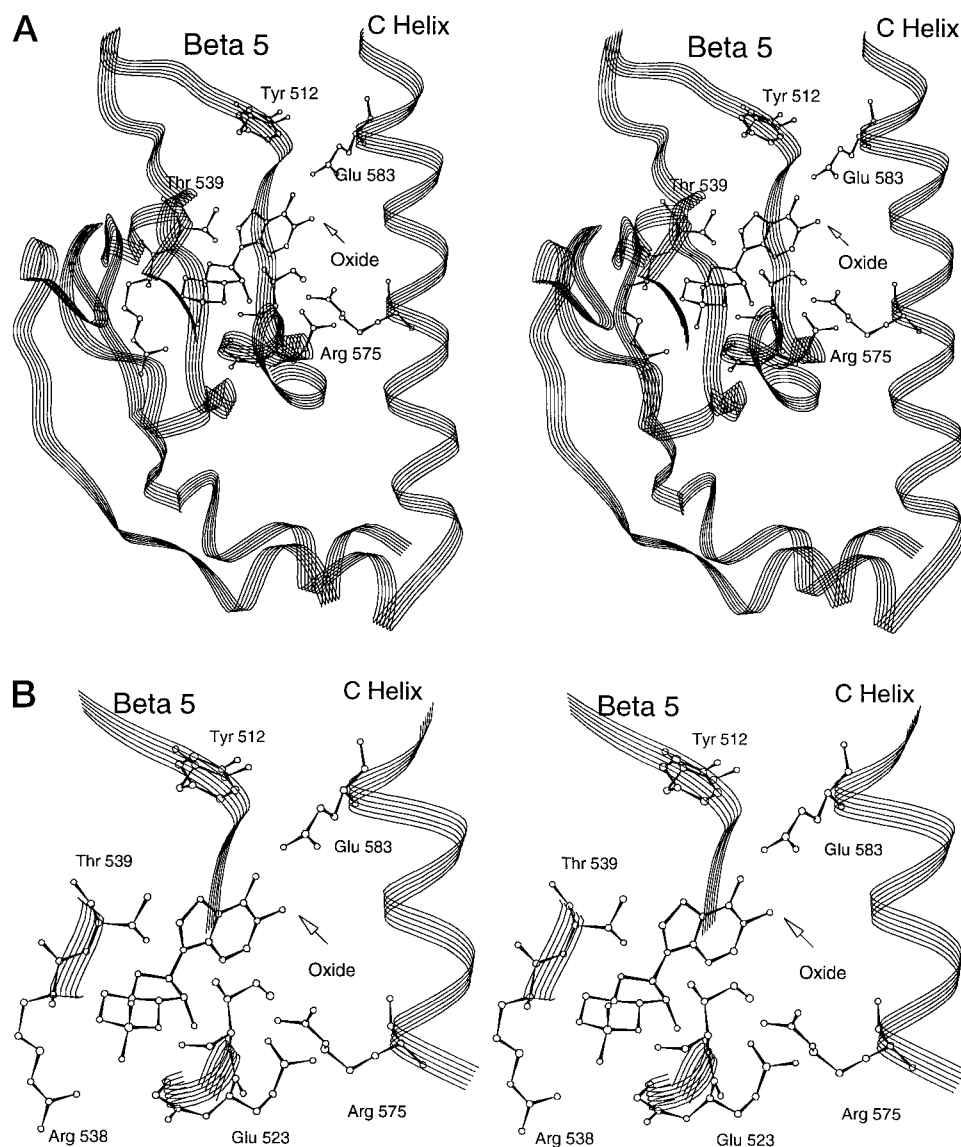 A
Beta 5
C Helix
Tyr 512
Glu 583
Thr 539
Oxide
Arg 575
Beta 5
C Helix
Tyr 512
Glu 583
Thr 539
Oxide
Arg 575
B
Beta 5
C Helix
Tyr 512
Glu 583
Thr 539
Oxide
Arg 575
Arg 538
Glu 523
Beta 5
C Helix
Tyr 512
Glu 583
Thr 539
Oxide
Arg 575
Arg 538
Glu 523